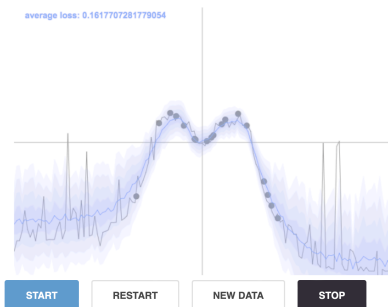 average loss: 0.1617707281779054
START
RESTART
NEW DATA
STOP